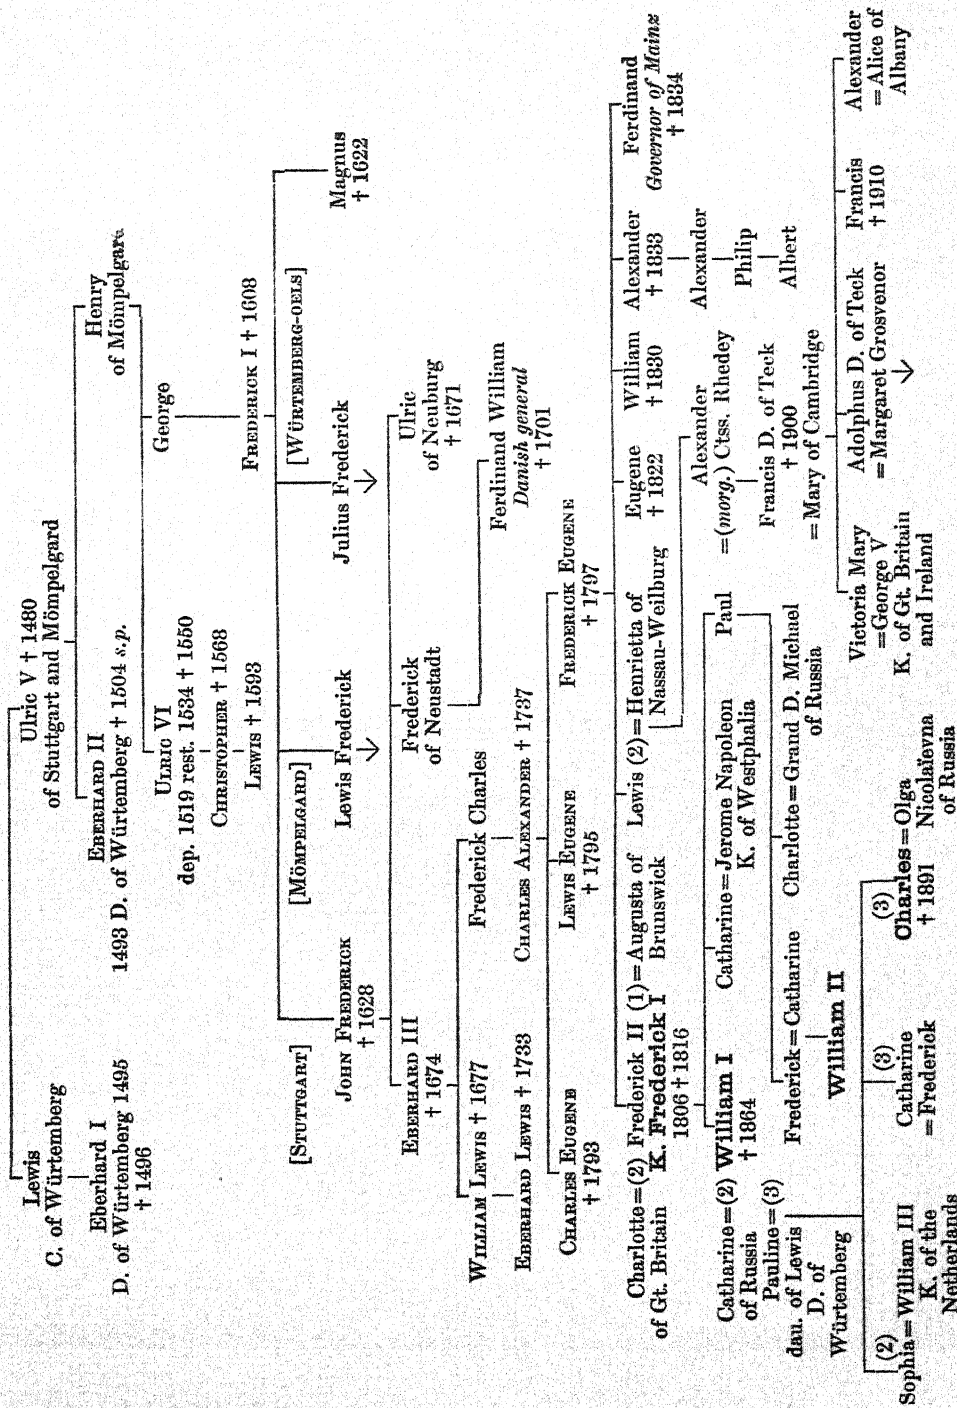 Lewis
C. of Würtemberg
Ulric V † 1480
of Stuttgart and Mömpelgard
Eberhard I
D. of Würtemberg 1495
† 1496
EBERHARD II
1493 D. of Würtemberg † 1504 s.p.
Henry
of Mömpelgard
ULRIC VI
dep. 1519 rest. 1534 † 1550
George
CHRISTOPHER † 1568
LEWIS † 1593
FREDERICK I † 1608
[STUTTGART]
[MÖMPELGARD]
[WÜRTEMBERG-OELS]
JOHN FREDERICK
† 1628
Lewis Frederick
Julius Frederick
Magnus
† 1622
EBERHARD III
† 1674
Frederick
of Neustadt
Ulric
of Neuburg
† 1671
WILLIAM LEWIS † 1677
Frederick Charles
Ferdinand William
Danish general
† 1701
EBERHARD LEWIS † 1733
CHARLES ALEXANDER † 1737
CHARLES EUGENE
† 1793
LEWIS EUGENE
† 1795
FREDERICK EUGENE
† 1797
Charlotte=(2) Frederick II (1)=Augusta of
of Gt. Britain K. Frederick I Brunswick
1806 † 1816
Lewis (2)=Henrietta of
Nassau-Weilburg
Eugene
† 1822
William
† 1830
Alexander
† 1833
Ferdinand
Governor of Mainz
† 1834
Catharine=(2) William I
of Russia † 1864
Pauline=(3)
dau. of Lewis
D. of
Würtemberg
Catharine=Jerome Napoleon
K. of Westphalia
Paul
Alexander
=(morg.) Ctss. Rhedey
Alexander
Philip
Albert
Frederick=Catharine
Charlotte=Grand D. Michael
of Russia
Francis D. of Teck
† 1900
=Mary of Cambridge
William II
(2)
Sophia=William III
K. of the
Netherlands
(3)
Catharine
=Frederick
(3)
Charles=Olga
† 1891 Nicolaïevna
of Russia
Victoria Mary
=George V
K. of Gt. Britain
and Ireland
Adolphus D. of Teck
=Margaret Grosvenor
Francis
† 1910
Alexander
=Alice of
Albany